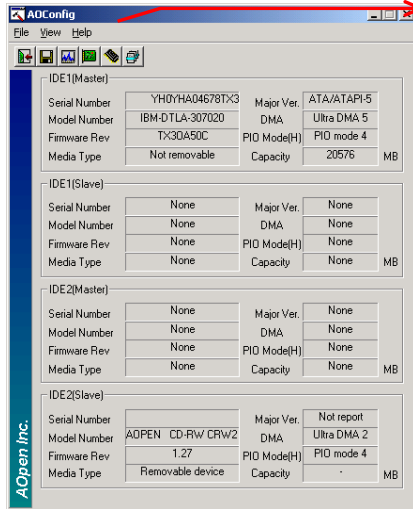 AOConfig
File View Help
IDE1(Master)
Serial Number YH0YHA04678TX3 Major Ver. ATA/ATAPI-5
Model Number IBM-DTLA-307020 DMA Ultra DMA 5
Firmware Rev TX3OA50C PIO Mode(H) PIO mode 4
Media Type Not removable Capacity 20576 MB
IDE1(Slave)
Serial Number None Major Ver. None
Model Number None DMA None
Firmware Rev None PIO Mode(H) None
Media Type None Capacity None MB
IDE2(Master)
Serial Number None Major Ver. None
Model Number None DMA None
Firmware Rev None PIO Mode(H) None
Media Type None Capacity None MB
IDE2(Slave)
Serial Number Major Ver. Not report
Model Number AOPEN CD-RW CRW2 DMA Ultra DMA 2
Firmware Rev 1.27 PIO Mode(H) PIO mode 4
Media Type Removable device Capacity - MB
AOpen Inc.